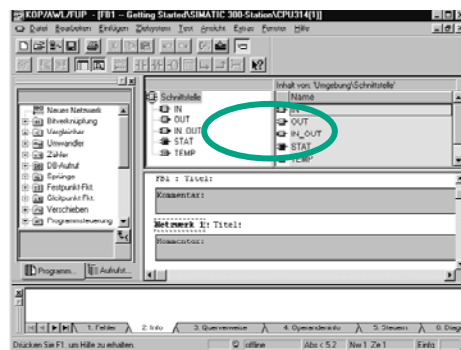 KOP/AWL/FUP - [FB1 -- Getting Started\SIMATIC 300-Station\CPU314(1)]
Datei Bearbeiten Einfügen Zielsystem Test Ansicht Extras Fenster Hilfe
Neues Netzwerk
Bitverknüpfung
Vergleicher
Umwandler
Zähler
DB-Aufruf
Sprünge
Festpunkt-Fkt.
Gleitpunkt-Fkt.
Verschieben
Programmsteuerung
Programm...
Aufrufst...
Schnittstelle
IN
OUT
IN_OUT
STAT
TEMP
Inhalt von: 'Umgebung\Schnittstelle'
Name
IN
OUT
IN_OUT
STAT
TEMP
FB1 : Titel:
Kommentar:
Netzwerk 1: Titel:
Kommentar:
1: Fehler
2: Info
3: Querverweise
4: Operandeninfo
5: Steuern
6: Diag
Drücken Sie F1, um Hilfe zu erhalten.
offline
Abs < 5.2
Nw 1 Ze 1
Einfg